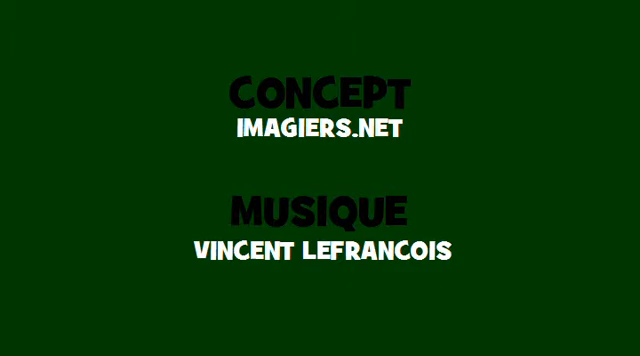 CONCEPT
IMAGIERS.NET
MUSIQUE
VINCENT LEFRANCOIS